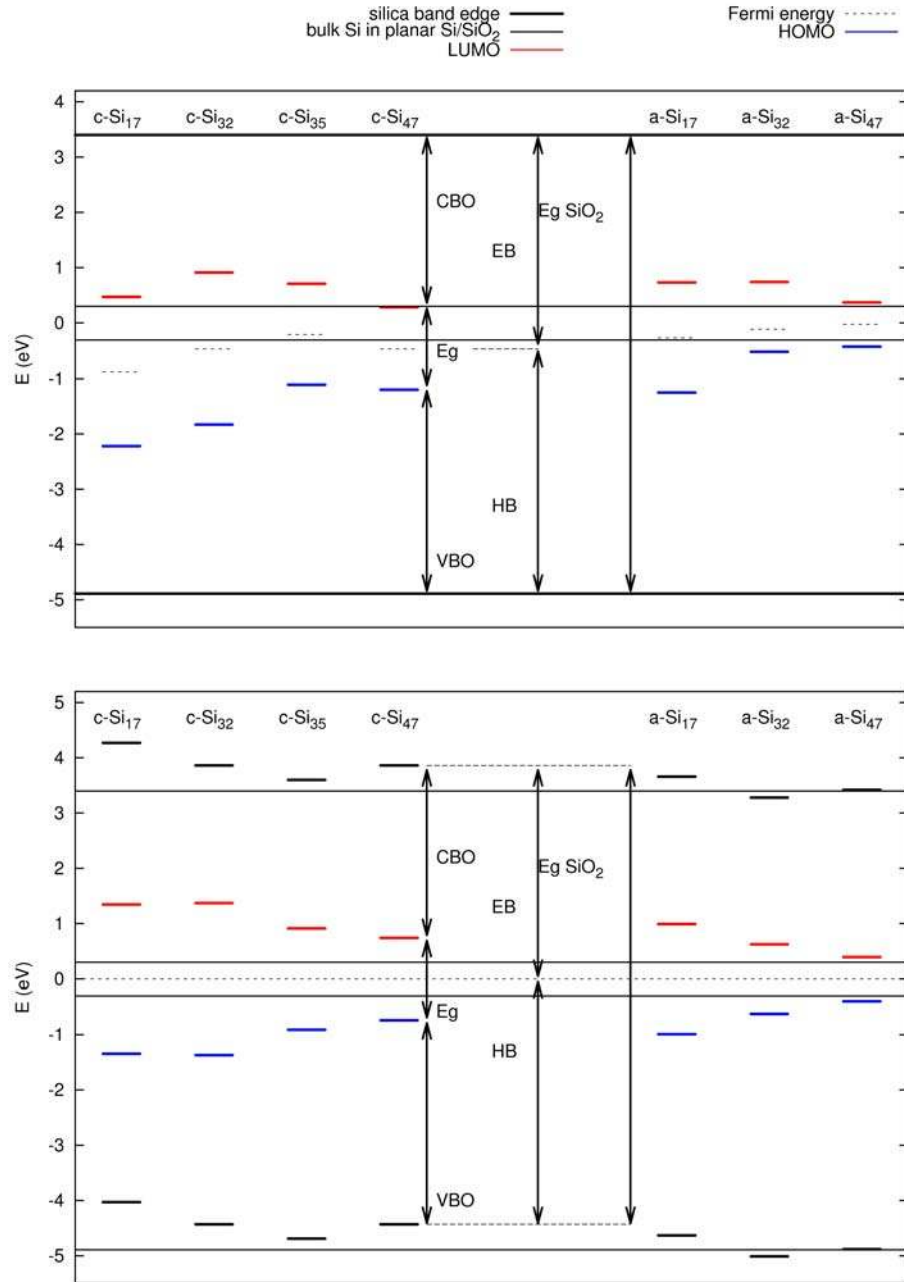 silica band edge
bulk Si in planar Si/SiO2
LUMO
Fermi energy
HOMO
4
c-Si17 c-Si32 c-Si35 c-Si47 a-Si17 a-Si32 a-Si47
3
CBO
Eg SiO2
2
EB
1
0
Eg
-1
-2
-3
HB
-4
VBO
-5
E (eV)
5
c-Si17 c-Si32 c-Si35 c-Si47 a-Si17 a-Si32 a-Si47
4
3
CBO
Eg SiO2
2
EB
1
0
Eg
-1
HB
-2
-3
-4
VBO
-5
E (eV)